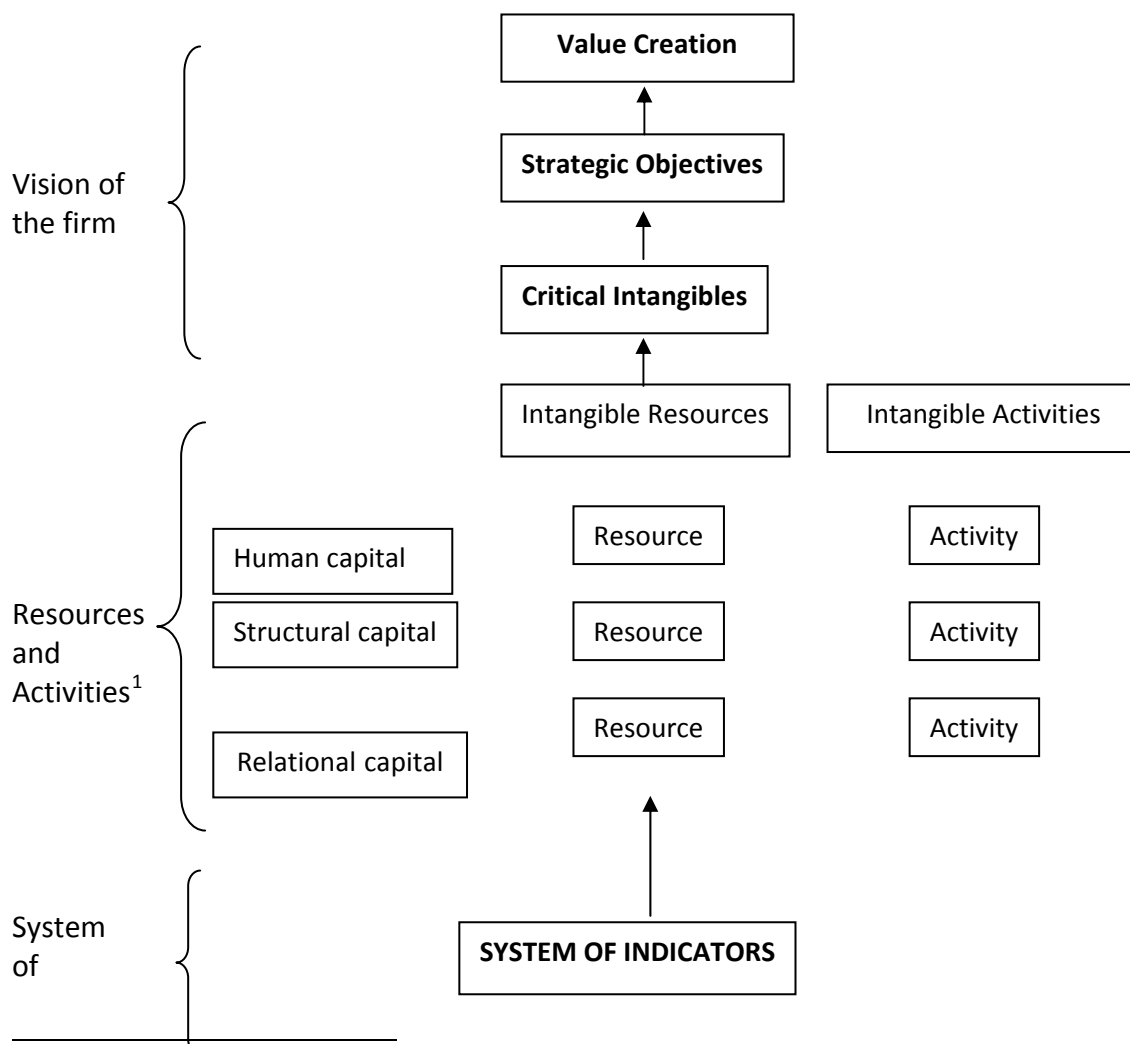 Value Creation
Strategic Objectives
Vision of
the firm
Critical Intangibles
Intangible Resources
Intangible Activities
Resource
Activity
Human capital
Resources
and
Activities¹
Structural capital
Resource
Activity
Resource
Activity
Relational capital
System
of
SYSTEM OF INDICATORS